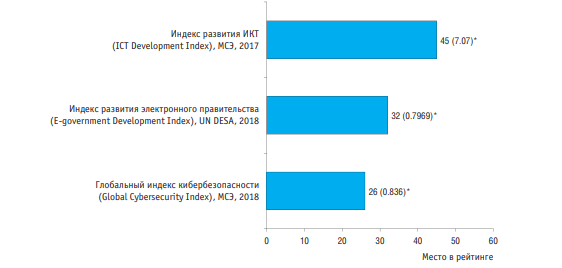 Индекс развития ИКТ
(ICT Development Index), МСЭ, 2017
45 (7.07)*
Индекс развития электронного правительства
(E-government Development Index), UN DESA, 2018
32 (0.7969)*
Глобальный индекс кибербезопасности
(Global Cybersecurity Index), МСЭ, 2018
26 (0.836)*
0 10 20 30 40 50 60
Место в рейтинге